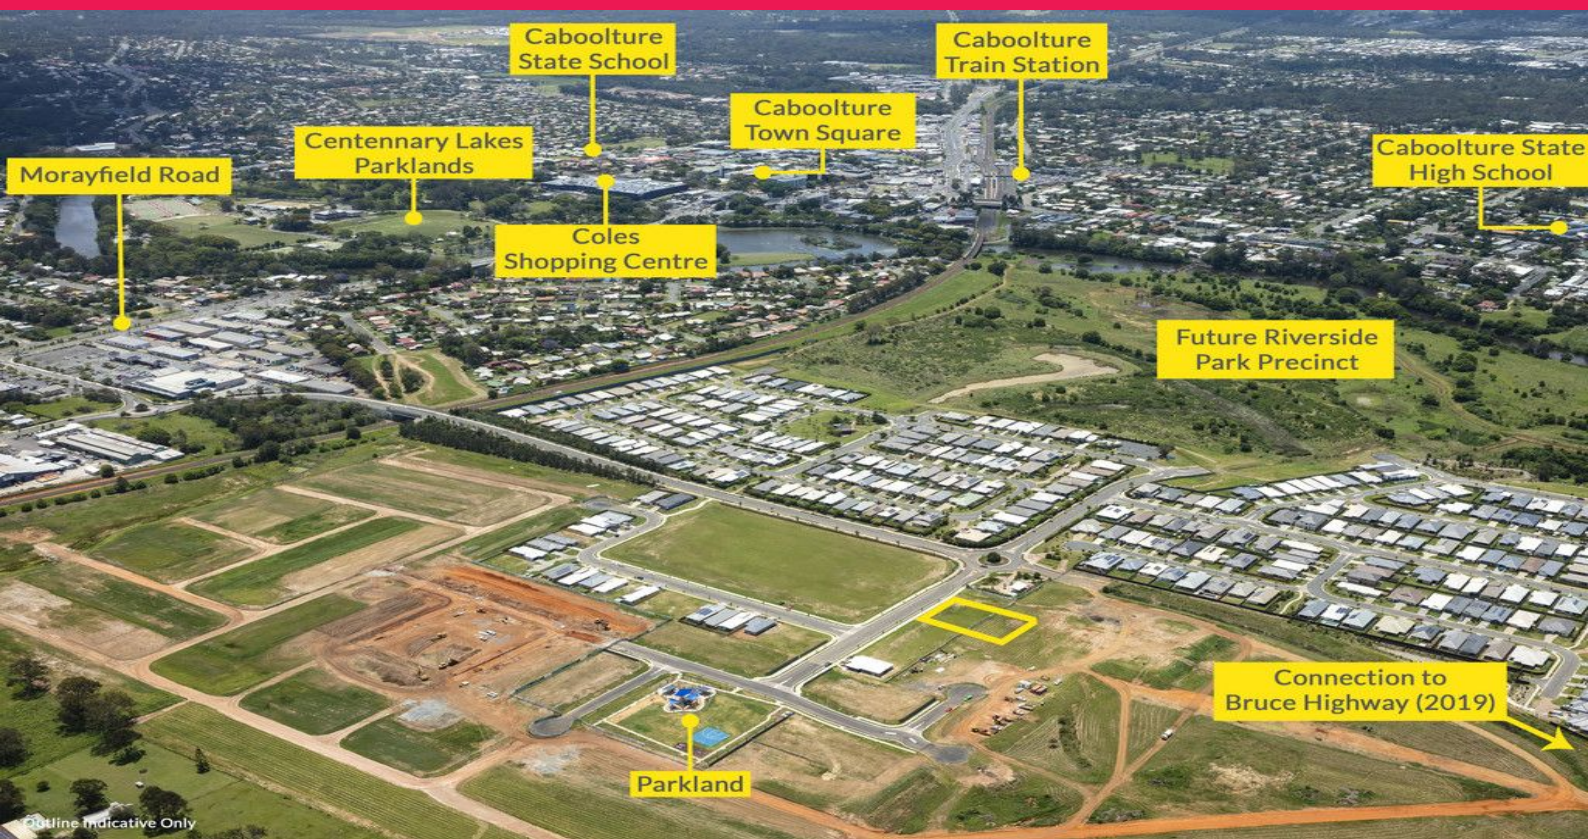 Caboolture
State School
Caboolture
Train Station
Caboolture
Town Square
Centennary Lakes
Parklands
Caboolture State
High School
Morayfield Road
Coles
Shopping Centre
Future Riverside
Park Precinct
Connection to
Bruce Highway (2019)
Parkland
Outline Indicative Only